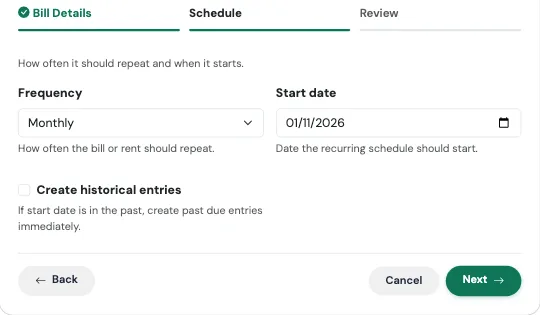 Bill Details
Schedule
Review
How often it should repeat and when it starts.
Frequency
Start date
Monthly
01/11/2026
How often the bill or rent should repeat.
Date the recurring schedule should start.
Create historical entries
If start date is in the past, create past due entries
immediately.
← Back
Cancel
Next →